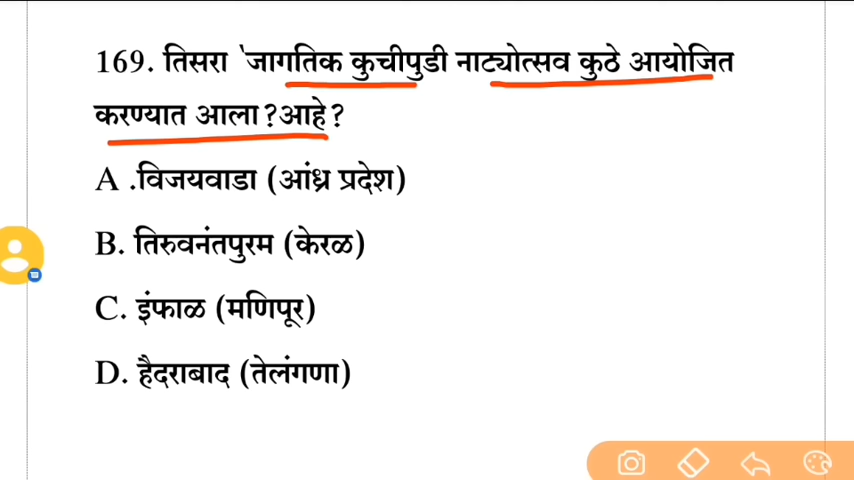 169. तिसरा 'जागतिक कुचीपुडी नाट्योत्सव कुठे आयोजित
करण्यात आला?आहे?
A .विजयवाडा (आंध्र प्रदेश)
B. तिरुवनंतपुरम (केरळ)
C. इंफाळ (मणिपूर)
D. हैदराबाद (तेलंगणा)